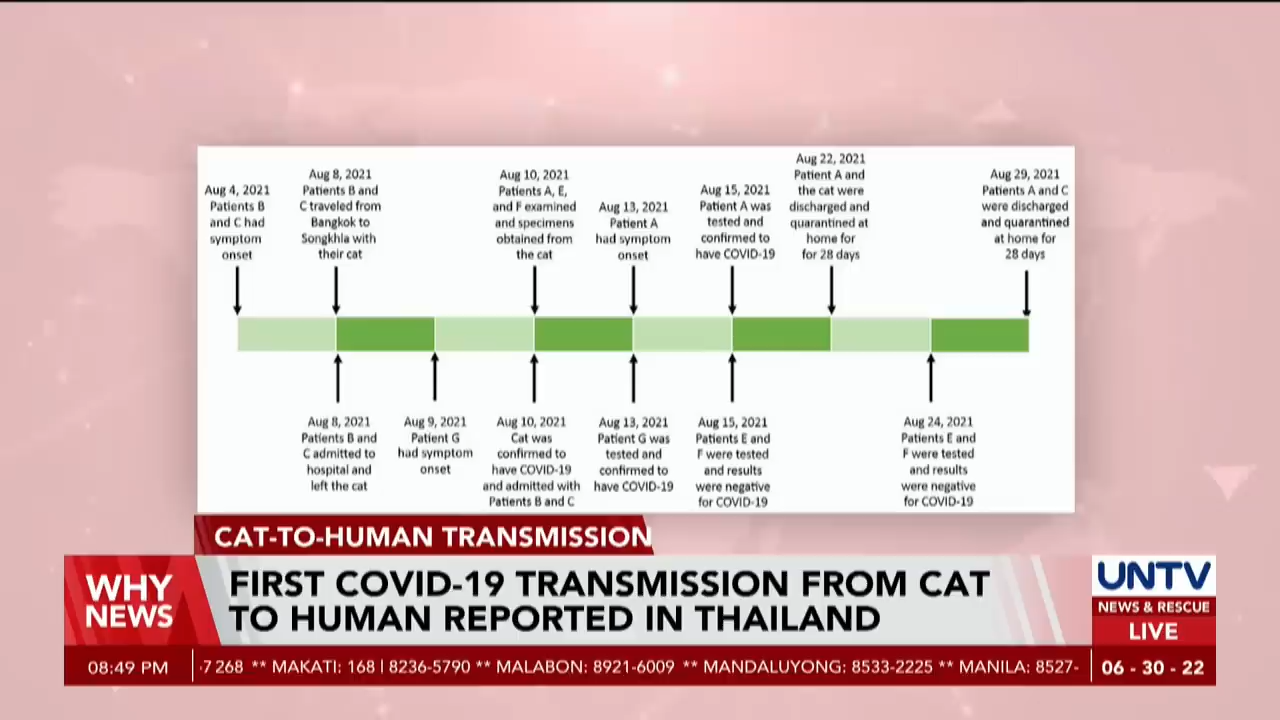 Aug 4, 2021
Patients B
and C had
symptom
onset
Aug 8, 2021
Patients B and
C traveled from
Bangkok to
Songkhla with
their cat
Aug 10, 2021
Patients A, E,
and F examined
and specimens
obtained from
the cat
Aug 13, 2021
Patient A
had symptom
onset
Aug 15, 2021
Patient A was
tested and
confirmed to
have COVID-19
Aug 22, 2021
Patient A and
the cat were
discharged and
quarantined at
home for
for 28 days
Aug 29, 2021
Patients A and C
were discharged
and quarantined
at home for
28 days
Aug 8, 2021
Patients B and
C admitted to
hospital and
left the cat
Aug 9, 2021
Patient G
had symptom
onset
Aug 10, 2021
Cat was
confirmed to
have COVID-19
and admitted with
Patients B and C
Aug 13, 2021
Patient G was
tested and
confirmed to
have COVID-19
Aug 15, 2021
Patients E and
F were tested
and results
were negative
for COVID-19
Aug 24, 2021
Patients E and
F were tested
and results
were negative
for COVID-19
CAT-TO-HUMAN TRANSMISSION
WHY
NEWS
FIRST COVID-19 TRANSMISSION FROM CAT
TO HUMAN REPORTED IN THAILAND
UNTV
NEWS & RESCUE
LIVE
08:49 PM
7 268 ** MAKATI: 168 | 8236-5790 ** MALABON: 8921-6009 ** MANDALUYONG: 8533-2225 ** MANILA: 8527-
06 - 30 - 22